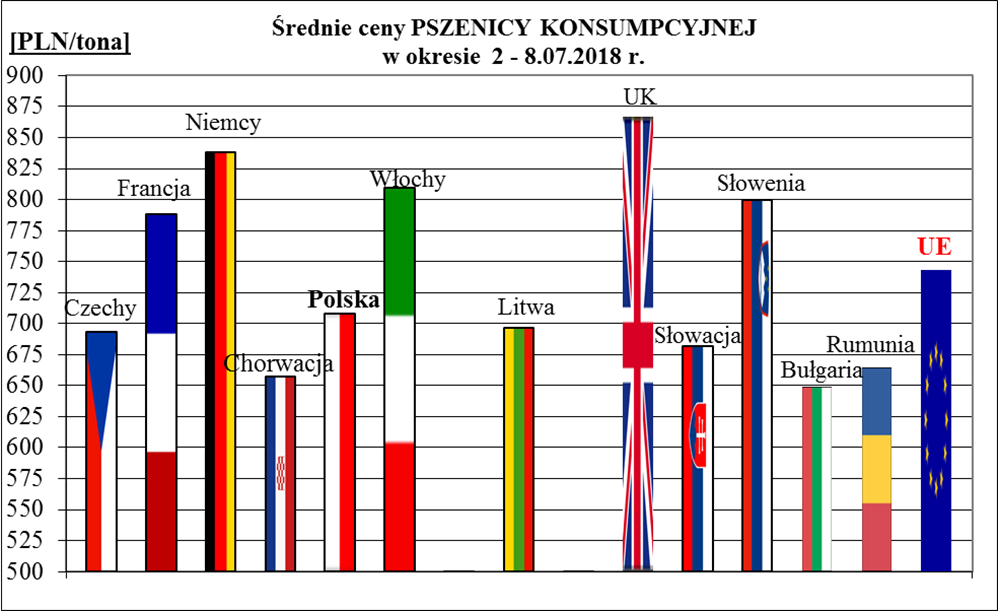 Średnie ceny PSZENICY KONSUMPCYJNEJ
w okresie 2 - 8.07.2018 r.
[PLN/tona]
900
875
850
825
800
775
750
725
700
675
650
625
600
575
550
525
500
Czechy
Francja
Niemcy
Chorwacja
Polska
Włochy
Litwa
UK
Słowacja
Słowenia
Bułgaria
Rumunia
UE